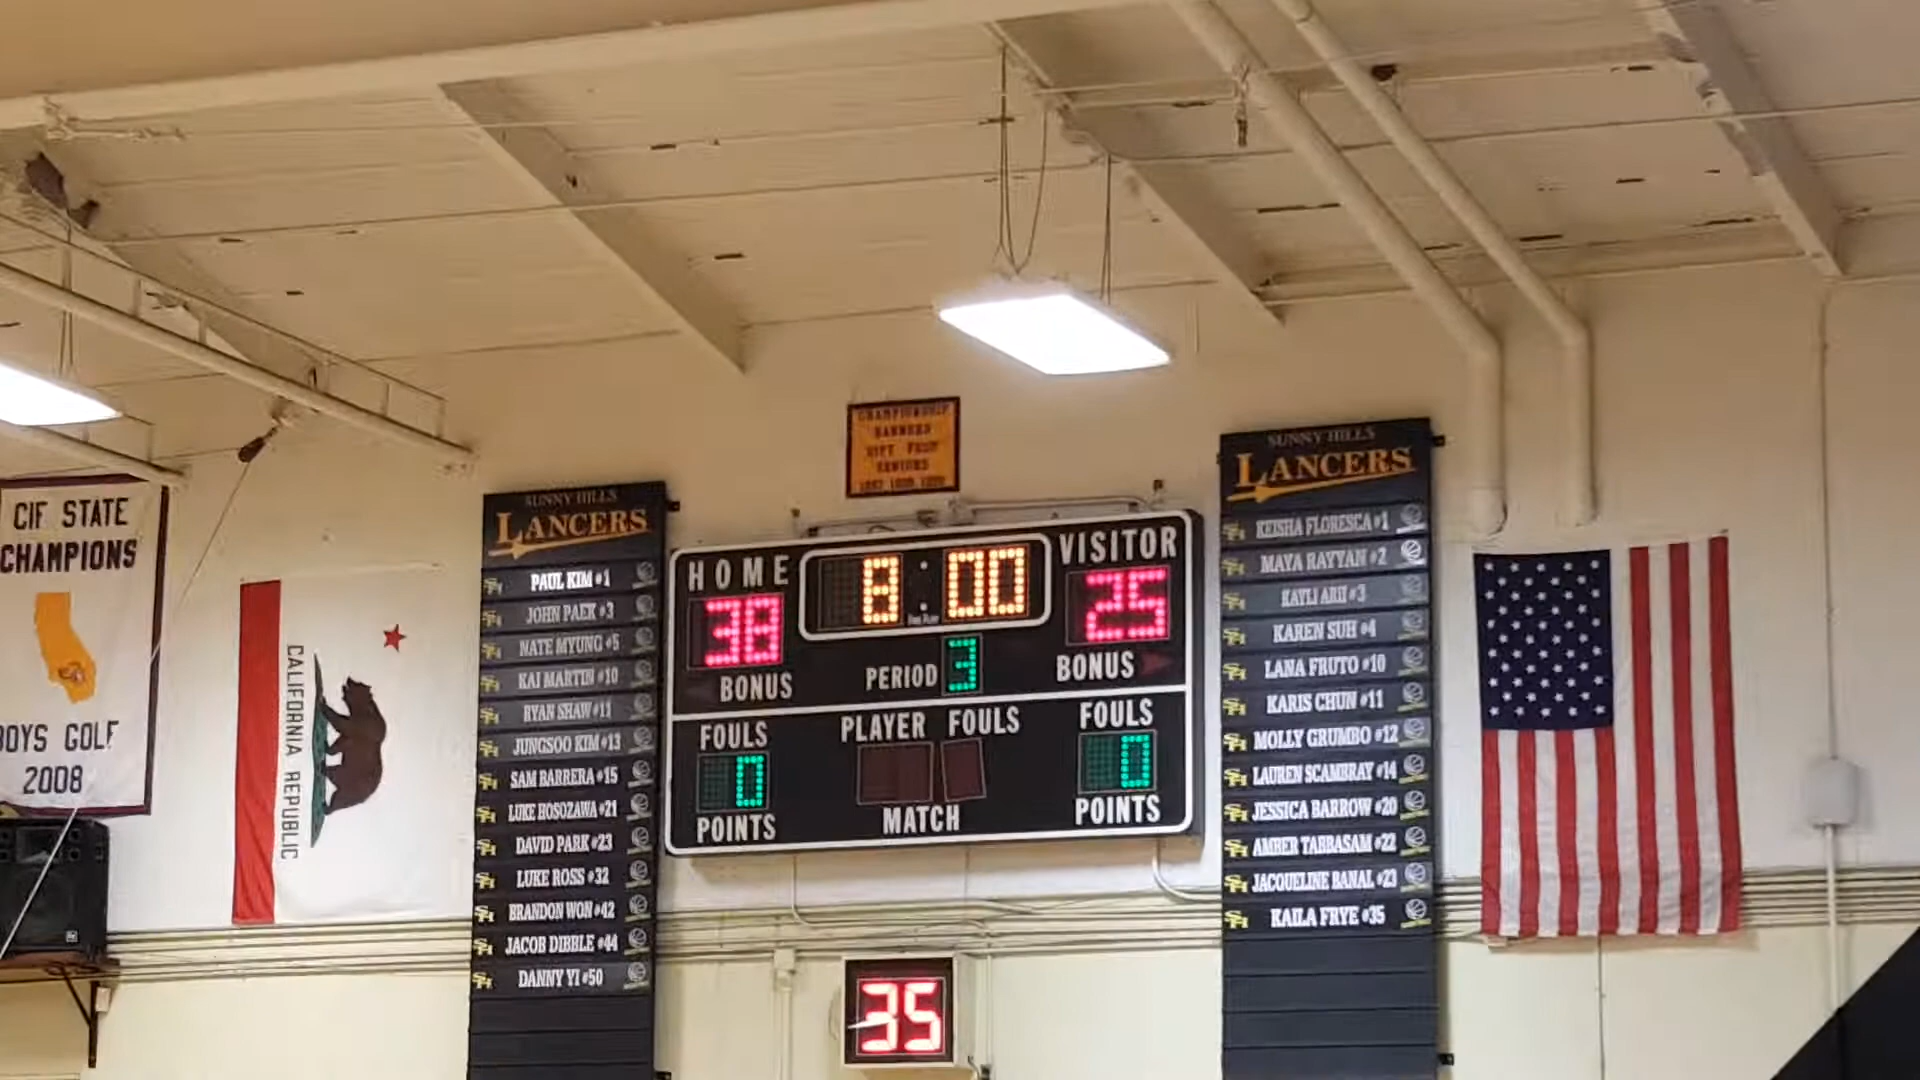 CIF STATE
CHAMPIONS
BOYS GOLF
2008
CALIFORNIA REPUBLIC
SUNNY HILLS
LANCERS
PAUL KIM #1
JOHN PAEK #3
NATE MYUNG #5
KAI MARTIN #10
RYAN SHAW #11
JUNGSOO KIM #13
SAM BARRERA #15
LUKE HOSOZAWA #21
DAVID PARK #23
LUKE ROSS #32
BRANDON WON #42
JACOB DIBBLE #44
DANNY YI #50
CHAMPIONSHIP
BANNERS
GIFT FROM
SENIORS
HOME
8:00
VISITOR
38
25
BONUS
PERIOD 3
BONUS
FOULS
PLAYER FOULS
FOULS
0
0
POINTS
MATCH
POINTS
35
SUNNY HILLS
LANCERS
KEISHA FLORESCA #1
MAYA RAYYAN #2
KAYLI #3
KAREN SUH #4
LANA FRUTO #10
KARIS CHUN #11
MOLLY GRUMBO #12
LAUREN SCAMBRAY #14
JESSICA BARROW #20
AMBER TABBASAM #22
JACQUELINE BANAL #23
KAILA FRYE #35